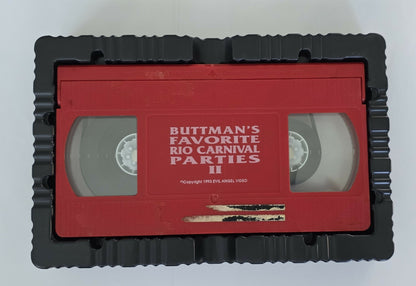 BUTTMAN'S
FAVORITE
RIO CARNIVAL
PARTIES
II
©Copyright 1993 EVIL ANGEL VIDEO